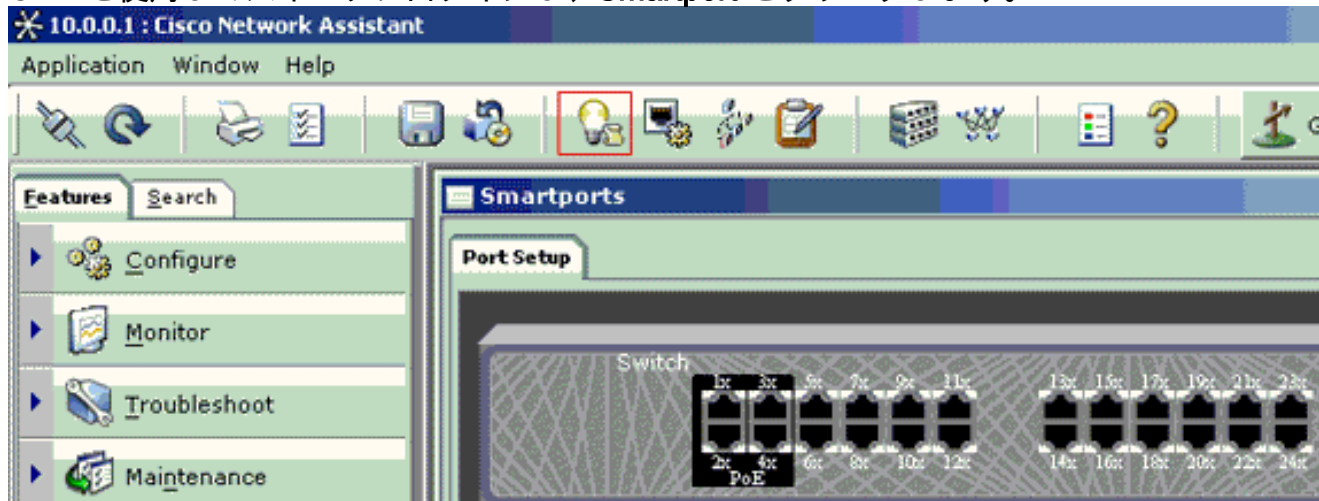 10.0.0.1 : Cisco Network Assistant
Application Window Help
Features Search
Smartports
Configure
Port Setup
Monitor
Switch
1x 3x 5x 7x 9x 11x 13x 15x 17x 19x 21x 23x
Troubleshoot
2x 4x 6x 8x 10x 12x 14x 16x 18x 20x 22x 24x
PoE
Maintenance